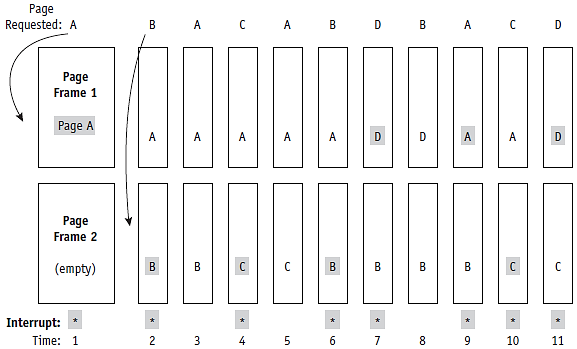 Page
Requested: A B A C A B D B A C D
Page
Frame 1
Page A
A A A A A D D A A D
Page
Frame 2
(empty)
B B C C B B B B C C
Interrupt: * * * * * * * *
Time: 1 2 3 4 5 6 7 8 9 10 11